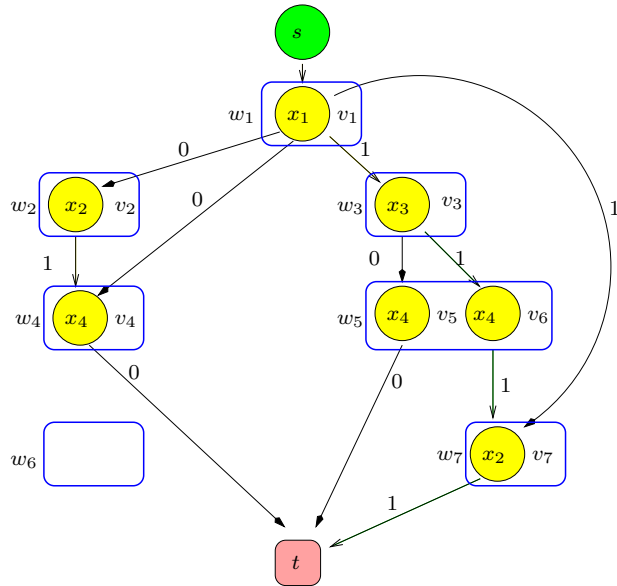 s
w₁ x₁ v₁
0 1
0 1
w₂ x₂ v₂ w₃ x₃ v₃
1 0 1
w₄ x₄ v₄ w₅ x₄ v₅ x₄ v₆
0 0 1
w₆ w₇ x₂ v₇
1
t